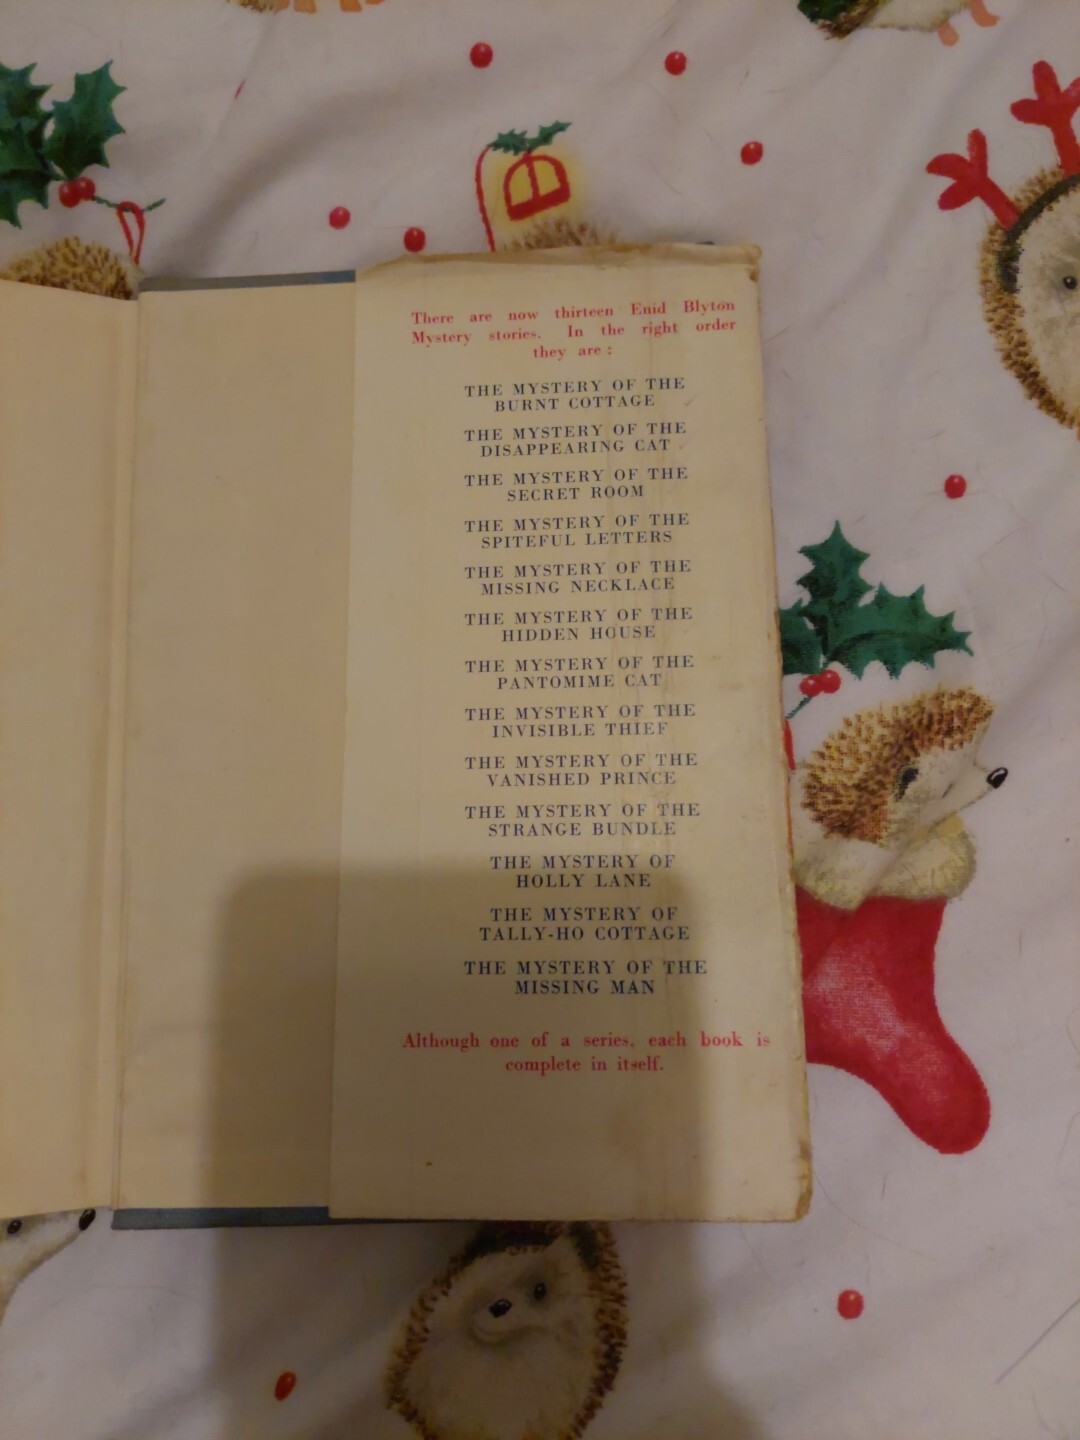 There are now thirteen Enid Blyton
Mystery stories. In the right order
they are :
THE MYSTERY OF THE
BURNT COTTAGE
THE MYSTERY OF THE
DISAPPEARING CAT
THE MYSTERY OF THE
SECRET ROOM
THE MYSTERY OF THE
SPITEFUL LETTERS
THE MYSTERY OF THE
MISSING NECKLACE
THE MYSTERY OF THE
HIDDEN HOUSE
THE MYSTERY OF THE
PANTOMIME CAT
THE MYSTERY OF THE
INVISIBLE THIEF
THE MYSTERY OF THE
VANISHED PRINCE
THE MYSTERY OF THE
STRANGE BUNDLE
THE MYSTERY OF
HOLLY LANE
THE MYSTERY OF
TALLY-HO COTTAGE
THE MYSTERY OF THE
MISSING MAN
Although one of a series, each book is
complete in itself.